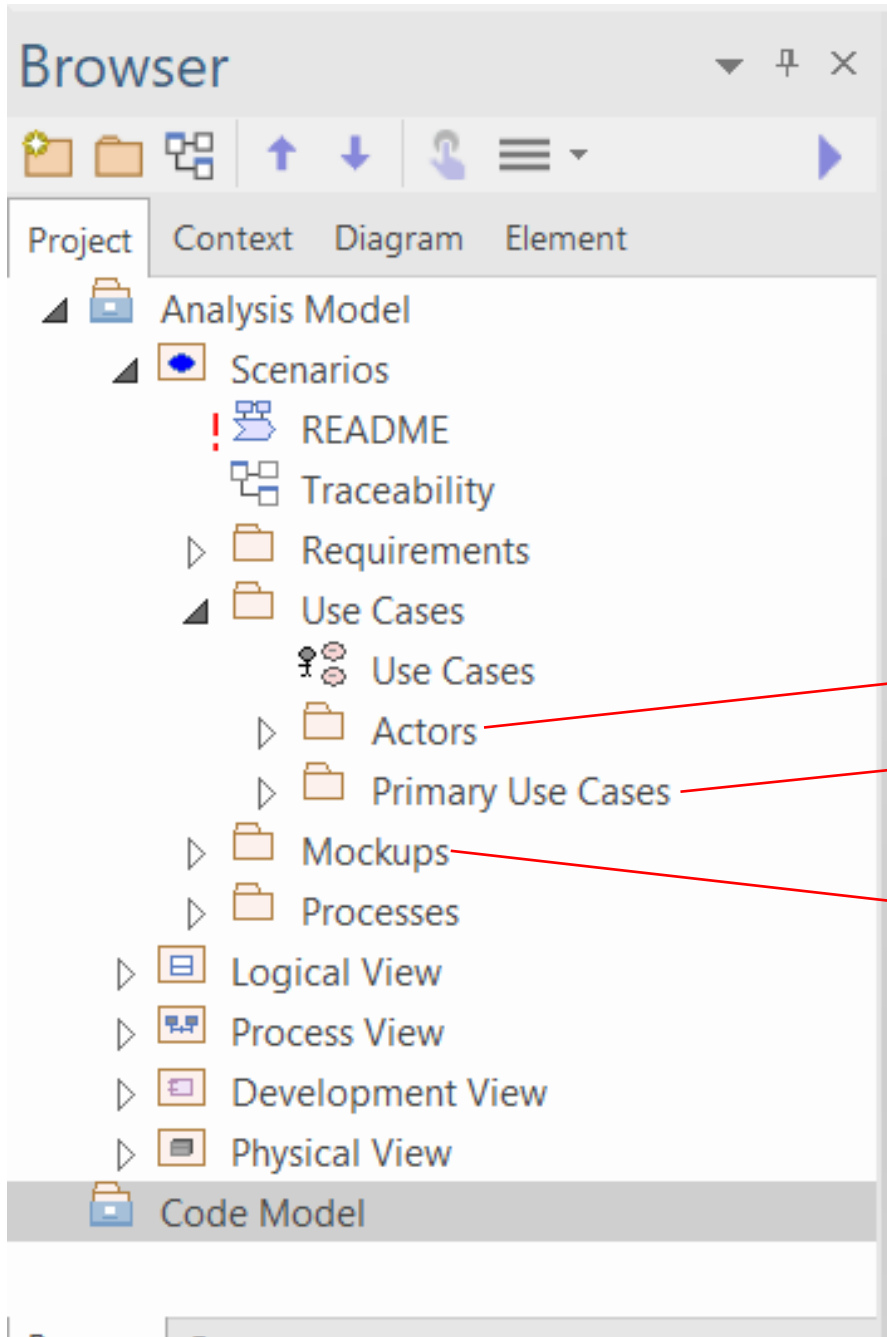 Browser
Project Context Diagram Element
Analysis Model
Scenarios
! README
Traceability
Requirements
Use Cases
Use Cases
Actors
Primary Use Cases
Mockups
Processes
Logical View
Process View
Development View
Physical View
Code Model